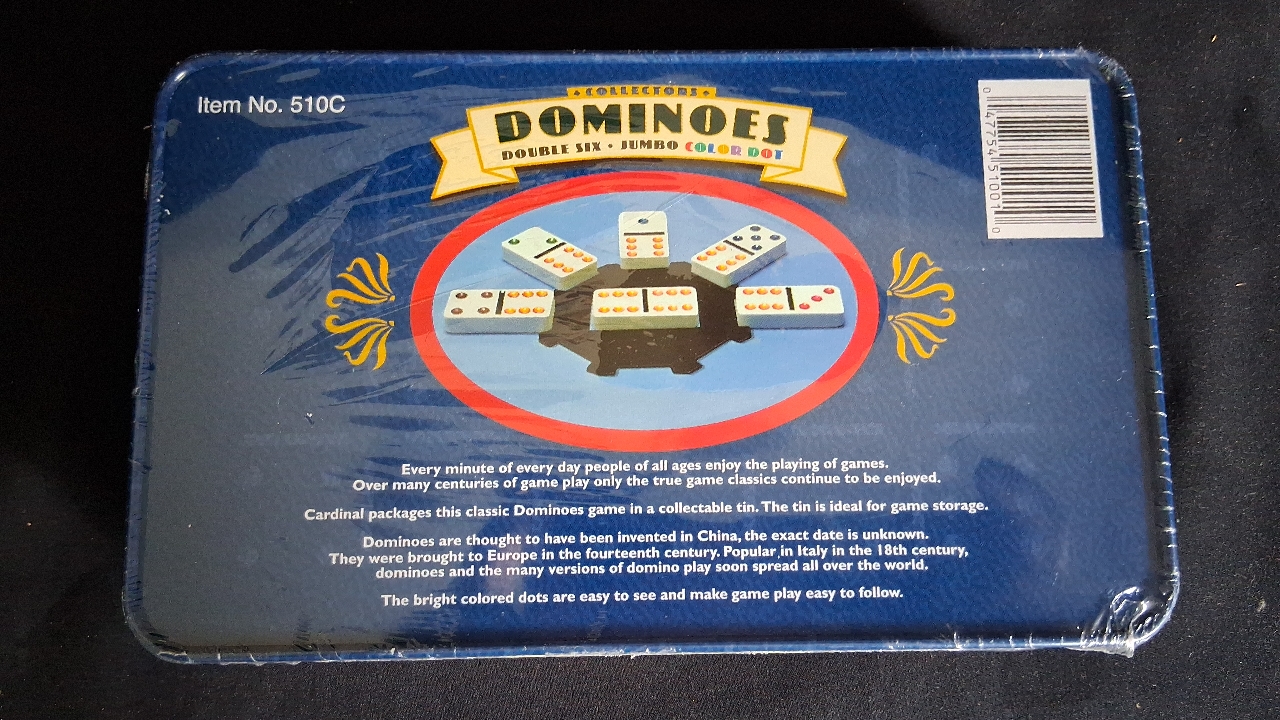 Item No. 510C
COLLECTORS
DOMINOES
DOUBLE SIX • JUMBO COLOR DOT
0 47754 51001 0
Every minute of every day people of all ages enjoy the playing of games.
Over many centuries of game play only the true game classics continue to be enjoyed.
Cardinal packages this classic Dominoes game in a collectable tin. The tin is ideal for game storage.
Dominoes are thought to have been invented in China, the exact date is unknown.
They were brought to Europe in the fourteenth century. Popular in Italy in the 18th century,
dominoes and the many versions of domino play soon spread all over the world.
The bright colored dots are easy to see and make game play easy to follow.